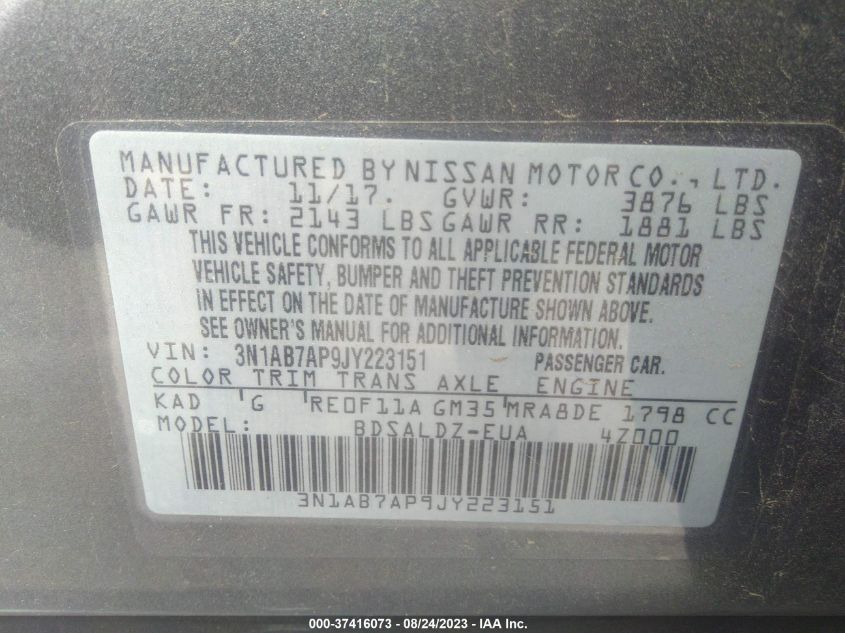 MANUFACTURED BY NISSAN MOTOR CO., LTD.
DATE: 11/17. GVWR: 3876 LBS
GAWR FR: 2143 LBS GAWR RR: 1881 LBS
THIS VEHICLE CONFORMS TO ALL APPLICABLE FEDERAL MOTOR
VEHICLE SAFETY, BUMPER AND THEFT PREVENTION STANDARDS
IN EFFECT ON THE DATE OF MANUFACTURE SHOWN ABOVE.
SEE OWNER'S MANUAL FOR ADDITIONAL INFORMATION.
VIN: 3N1AB7AP9JY223151 PASSENGER CAR.
COLOR TRIM TRANS AXLE ENGINE
KAD G RE0F11A GM35 MRA8DE 1798 CC
MODEL: BDSALDZ-EUA 4Z000
3N1AB7AP9JY223151
000-37416073 - 08/24/2023 - IAA Inc.